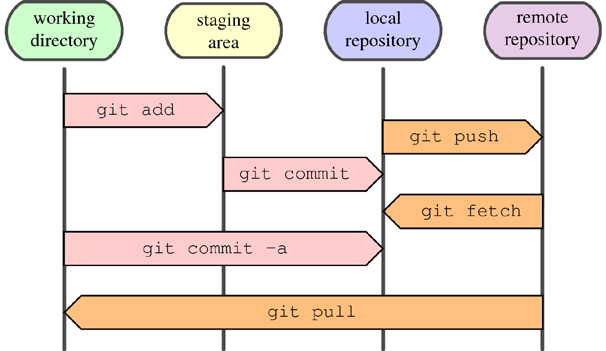 working
directory
staging
area
local
repository
remote
repository
git add
git push
git commit
git fetch
git commit -a
git pull